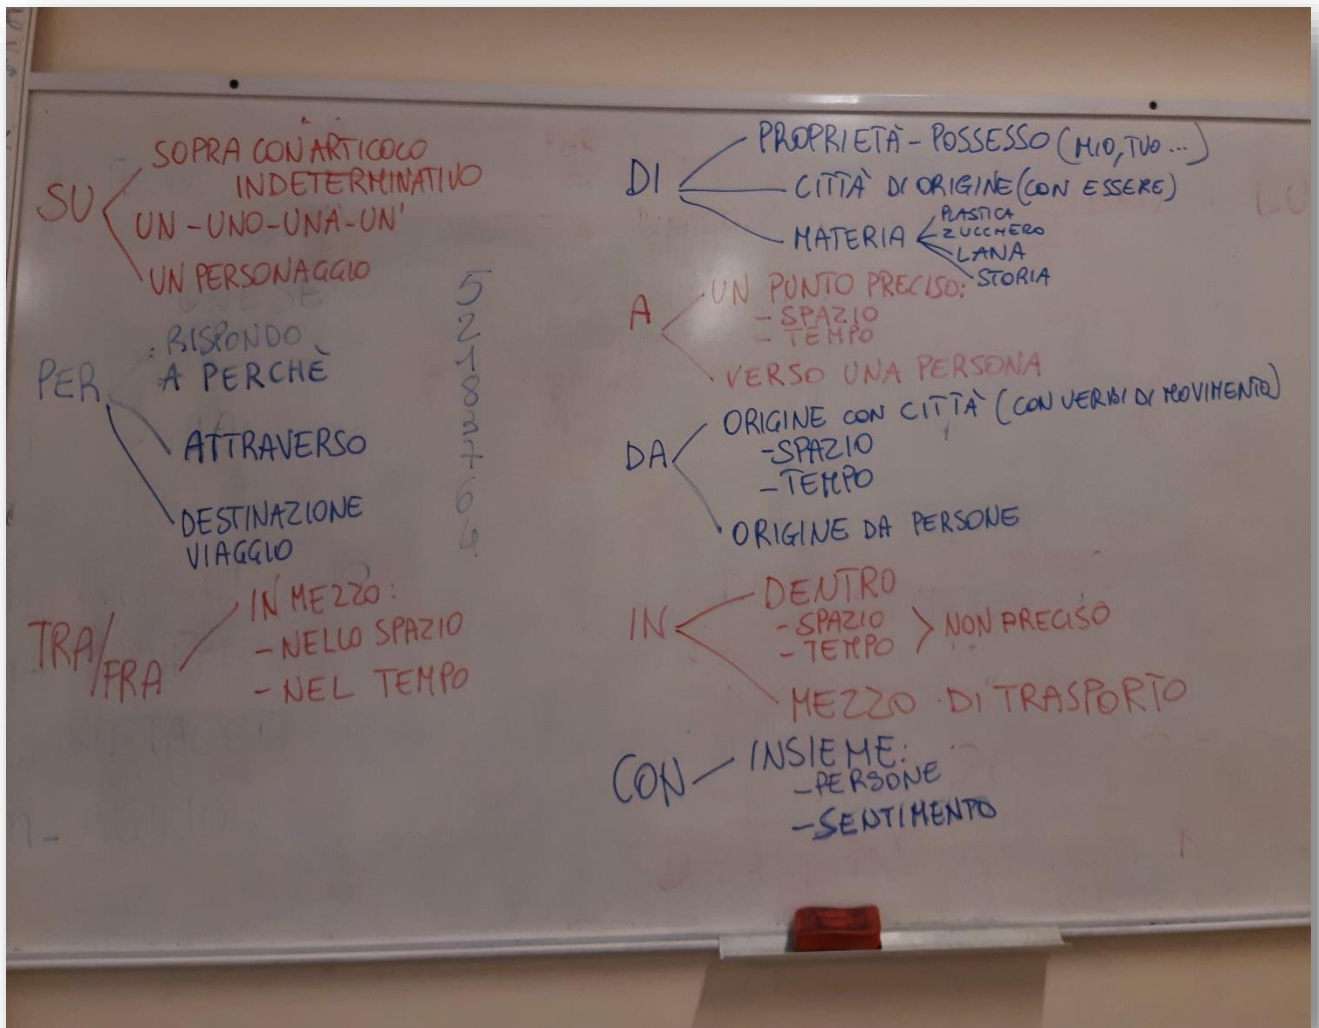 SU
SOPRA CON ARTICOLO
INDETERMINATIVO
UN - UNO - UNA - UN'
UN PERSONAGGIO
PER
RISPONDO
A PERCHÈ
ATTRAVERSO
DESTINAZIONE
VIAGGIO
5
2
1
8
3
7
6
4
TRA/FRA
IN MEZZO:
- NELLO SPAZIO
- NEL TEMPO
DI
PROPRIETÀ - POSSESSO (MIO, TUO ...)
CITTÀ DI ORIGINE (CON ESSERE)
MATERIA
PLASTICA
ZUCCHERO
LANA
STORIA
A
UN PUNTO PRECISO:
- SPAZIO
- TEMPO
VERSO UNA PERSONA
DA
ORIGINE CON CITTÀ (CON VERBI DI MOVIMENTO)
- SPAZIO
- TEMPO
ORIGINE DA PERSONE
IN
DENTRO
- SPAZIO
- TEMPO
NON PRECISO
MEZZO DI TRASPORTO
CON
INSIEME:
- PERSONE
- SENTIMENTO